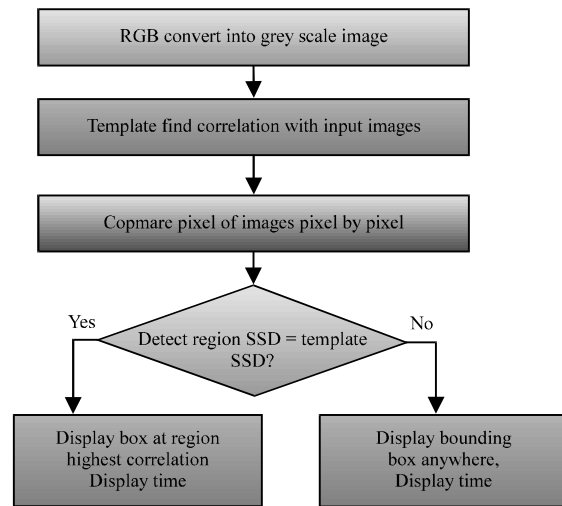 RGB convert into grey scale image
Template find correlation with input images
Copmare pixel of images pixel by pixel
Yes
No
Detect region SSD = template
SSD?
Display box at region
highest correlation
Display time
Display bounding
box anywhere,
Display time